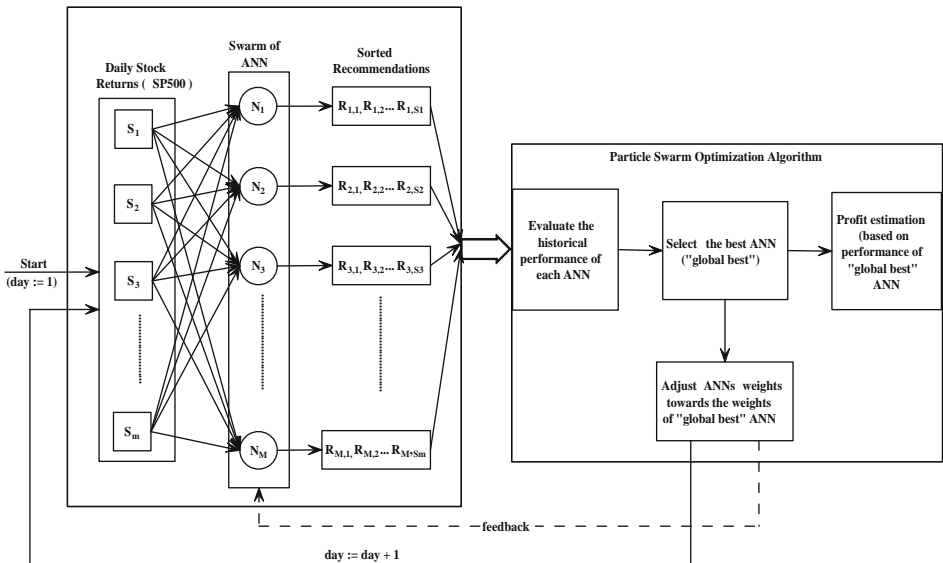 Swarm of
ANN
Sorted
Recommendations
Daily Stock
Returns ( SP500 )
S1
S2
S3
Sm
N1
N2
N3
NM
R1,1, R1,2... R1,S1
R2,1, R2,2... R2,S2
R3,1, R3,2... R3,S3
RM,1, RM,2... RM,Sm
Start
(day := 1)
Particle Swarm Optimization Algorithm
Evaluate the
historical
performance of
each ANN
Select the best ANN
("global best")
Profit estimation
(based on
performance of
"global best"
ANN
Adjust ANNs weights
towards the weights
of "global best" ANN
feedback
day := day + 1